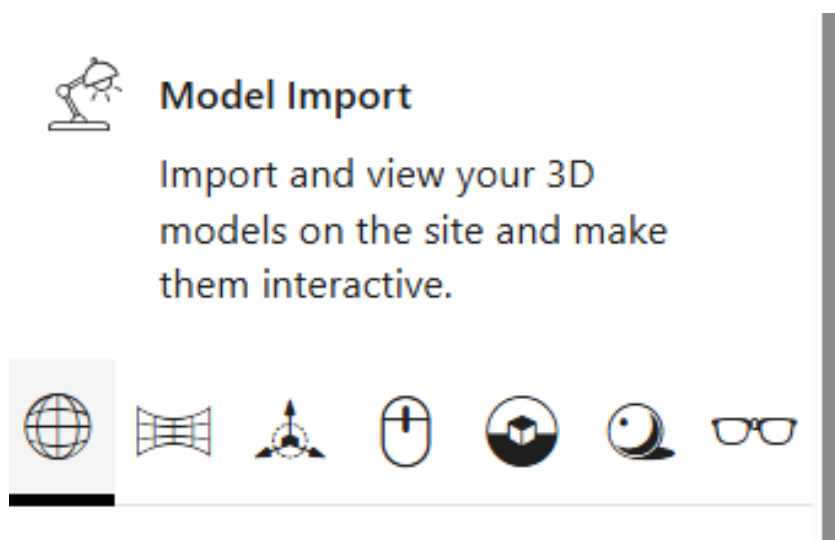 Model Import
Import and view your 3D
models on the site and make
them interactive.